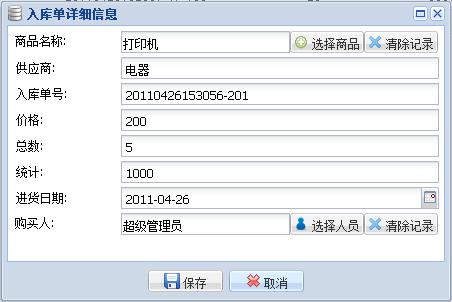 入库单详细信息
商品名称: 打印机 选择商品 清除记录
供应商: 电器
入库单号: 20110426153056-201
价格: 200
总数: 5
统计: 1000
进货日期: 2011-04-26
购买人: 超级管理员 选择人员 清除记录
保存 取消